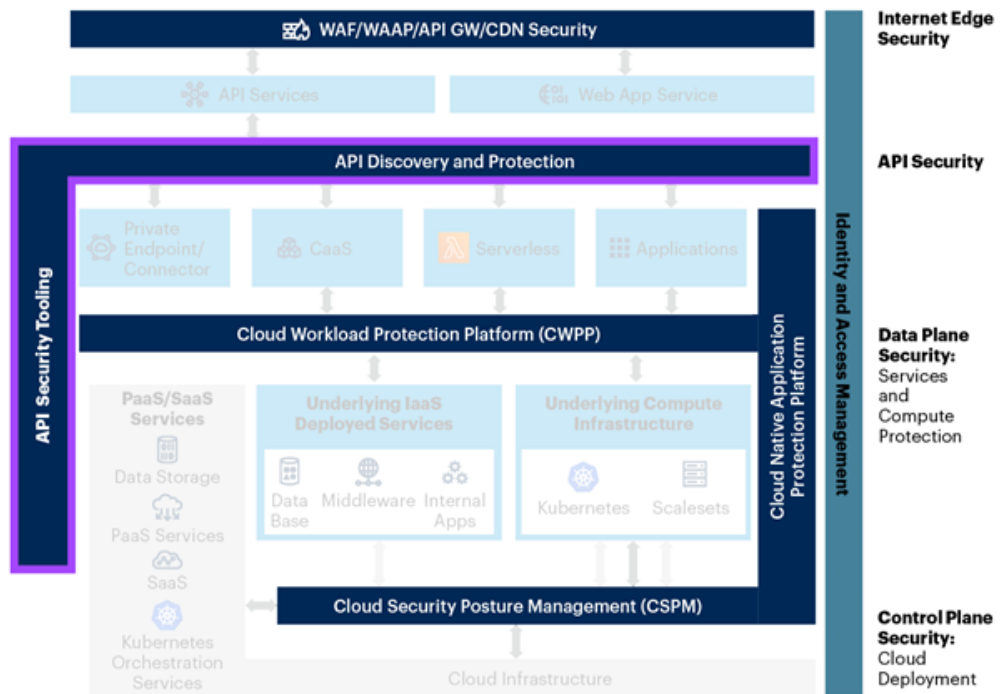 WAF/WAAP/API GW/CDN Security
Internet Edge
Security
API Services
Web App Service
API Discovery and Protection
API Security
Private
Endpoint/
Connector
CaaS
Serverless
Applications
API Security Tooling
Identity and Access Management
Cloud Workload Protection Platform (CWPP)
Cloud Native Application
Protection Platform
Data Plane
Security:
Services
and
Compute
Protection
PaaS/SaaS
Services
Data Storage
PaaS Services
SaaS
Kubernetes
Orchestration
Services
Underlying IaaS
Deployed Services
Data
Base
Middleware
Internal
Apps
Underlying Compute
Infrastructure
Kubernetes
Scalesets
Cloud Security Posture Management (CSPM)
Control Plane
Security:
Cloud
Deployment
Cloud Infrastructure